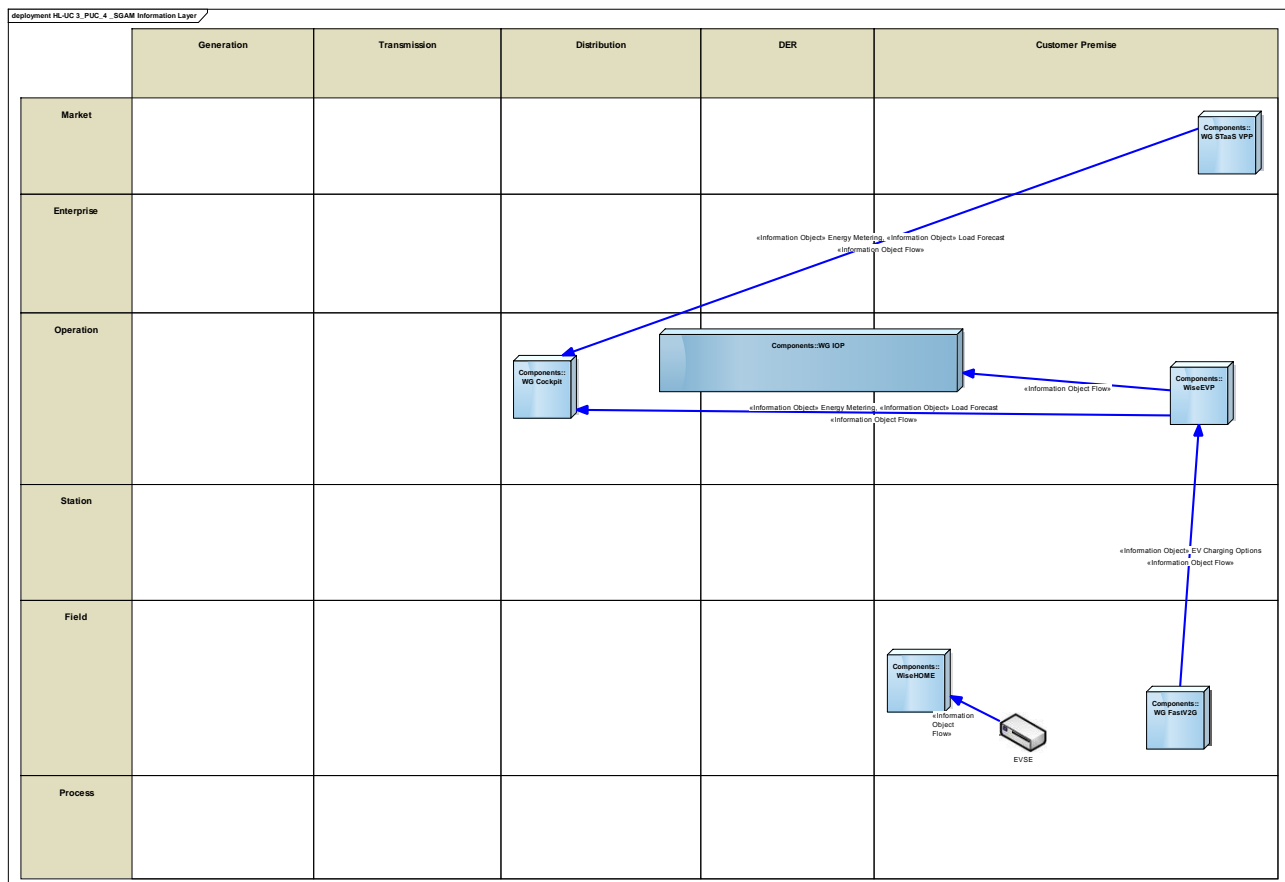 deployment HL-UC 3_PUC_4 _SGAM Information Layer
Generation
Transmission
Distribution
DER
Customer Premise
Market
Components::
WG STaaS VPP
Enterprise
«Information Object» Energy Metering, «Information Object» Load Forecast
«Information Object Flow»
Operation
Components::WG IOP
Components::
WG Cockpit
Components::
WiseEVP
«Information Object Flow»
«Information Object» Energy Metering, «Information Object» Load Forecast
«Information Object Flow»
Station
«Information Object» EV Charging Options
«Information Object Flow»
Field
Components::
WiseHOME
Components::
WG FastV2G
«Information
Object
Flow»
EVSE
Process